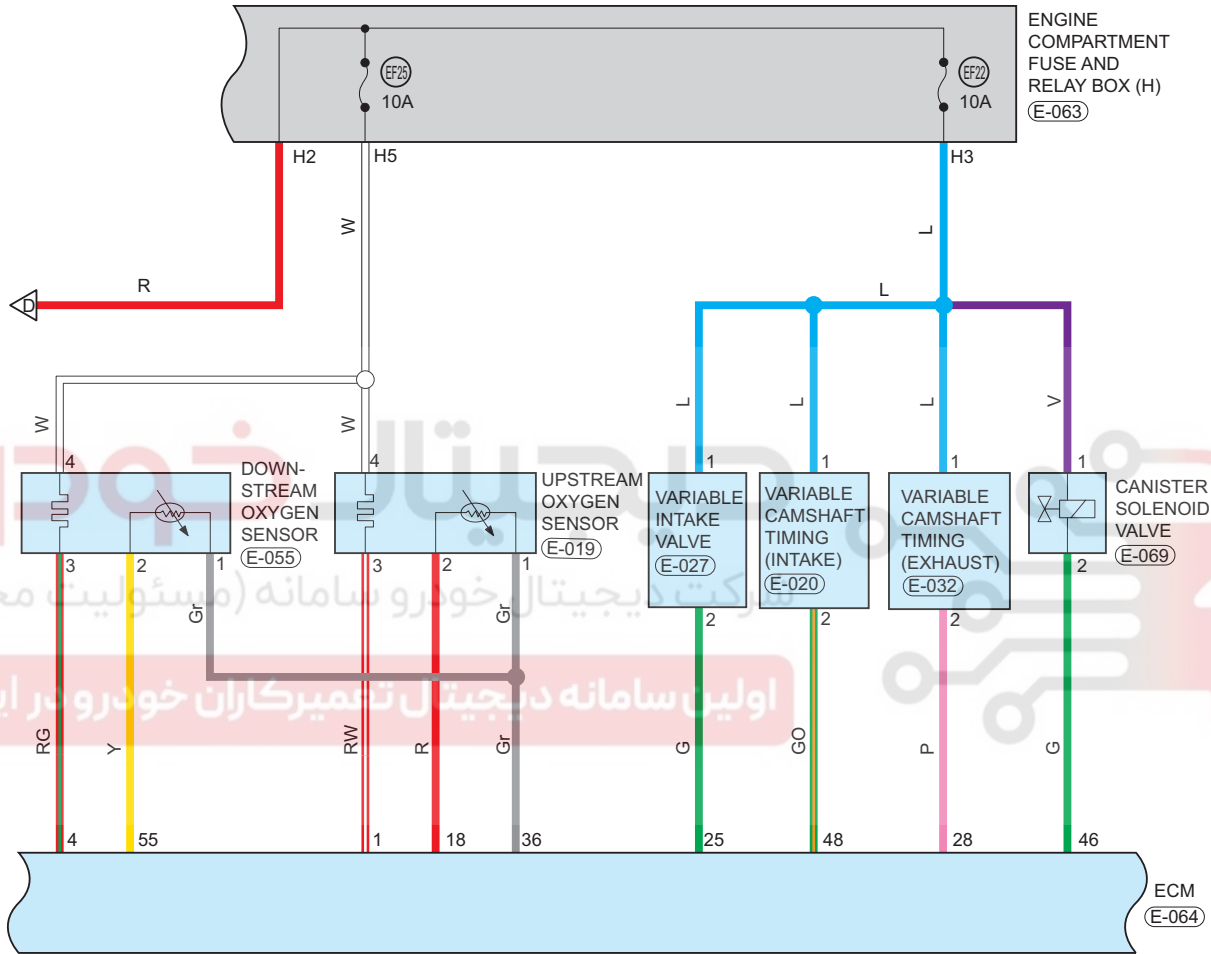 ENGINE
COMPARTMENT
FUSE AND
RELAY BOX (H)
E-063
EF25
10A
EF22
10A
H2
H5
H3
W
L
R
L
D
W
W
L
L
L
V
4
4
1
1
1
1
DOWN-
STREAM
OXYGEN
SENSOR
E-055
UPSTREAM
OXYGEN
SENSOR
E-019
VARIABLE
INTAKE
VALVE
E-027
VARIABLE
CAMSHAFT
TIMING
(INTAKE)
E-020
VARIABLE
CAMSHAFT
TIMING
(EXHAUST)
E-032
CANISTER
SOLENOID
VALVE
E-069
3
2
1
3
2
1
2
2
2
2
Gr
Gr
دیجیتال خودرو
شرکت دیجیتال خودرو سامانه (مسئولیت
اولین سامانه دیجیتال تعمیرکاران خودرو در
RG
Y
RW
R
Gr
G
GO
P
G
4
55
1
18
36
25
48
28
46
ECM
E-064